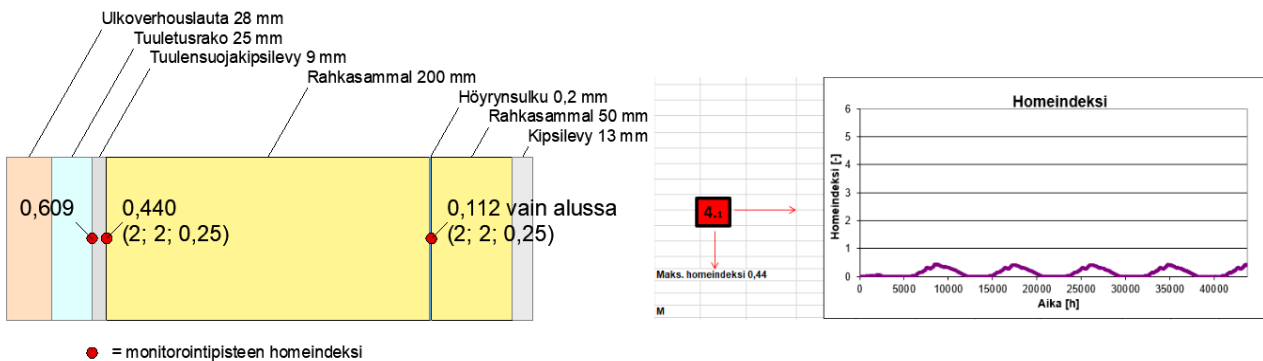 Ulkoverhouslauta 28 mm
Tuuletusrako 25 mm
Tuulensuojakipsilevy 9 mm
Rahkasammal 200 mm
Höyrynsulku 0,2 mm
Rahkasammal 50 mm
Kipsilevy 13 mm
0,609
0,440
(2; 2; 0,25)
0,112 vain alussa
(2; 2; 0,25)
= monitorointipisteen homeindeksi
4.1
Maks. homeindeksi 0,44
M
Homeindeksi
Homeindeksi [-]
6
5
4
3
2
1
0
0 5000 10000 15000 20000 25000 30000 35000 40000
Aika [h]